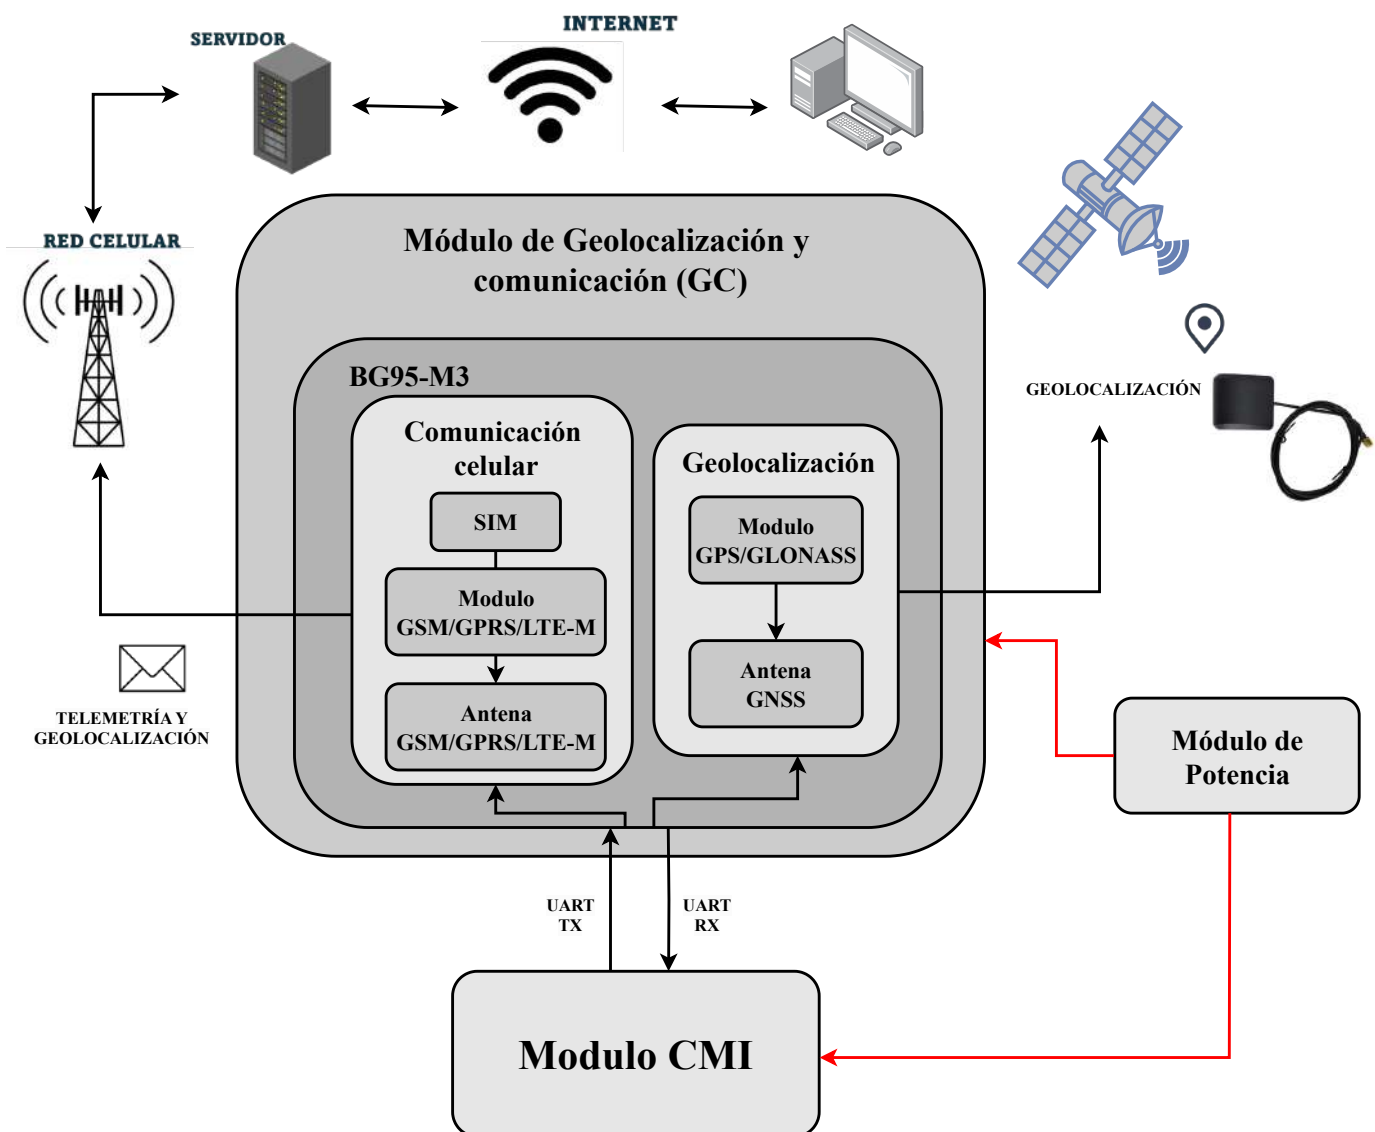 INTERNET
SERVIDOR
RED CELULAR
Módulo de Geolocalización y
comunicación (GC)
BG95-M3
Comunicación
celular
SIM
Modulo
GSM/GPRS/LTE-M
Antena
GSM/GPRS/LTE-M
Geolocalización
Modulo
GPS/GLONASS
Antena
GNSS
GEOLOCALIZACIÓN
TELEMETRÍA Y
GEOLOCALIZACIÓN
Módulo de
Potencia
UART
TX
UART
RX
Modulo CMI